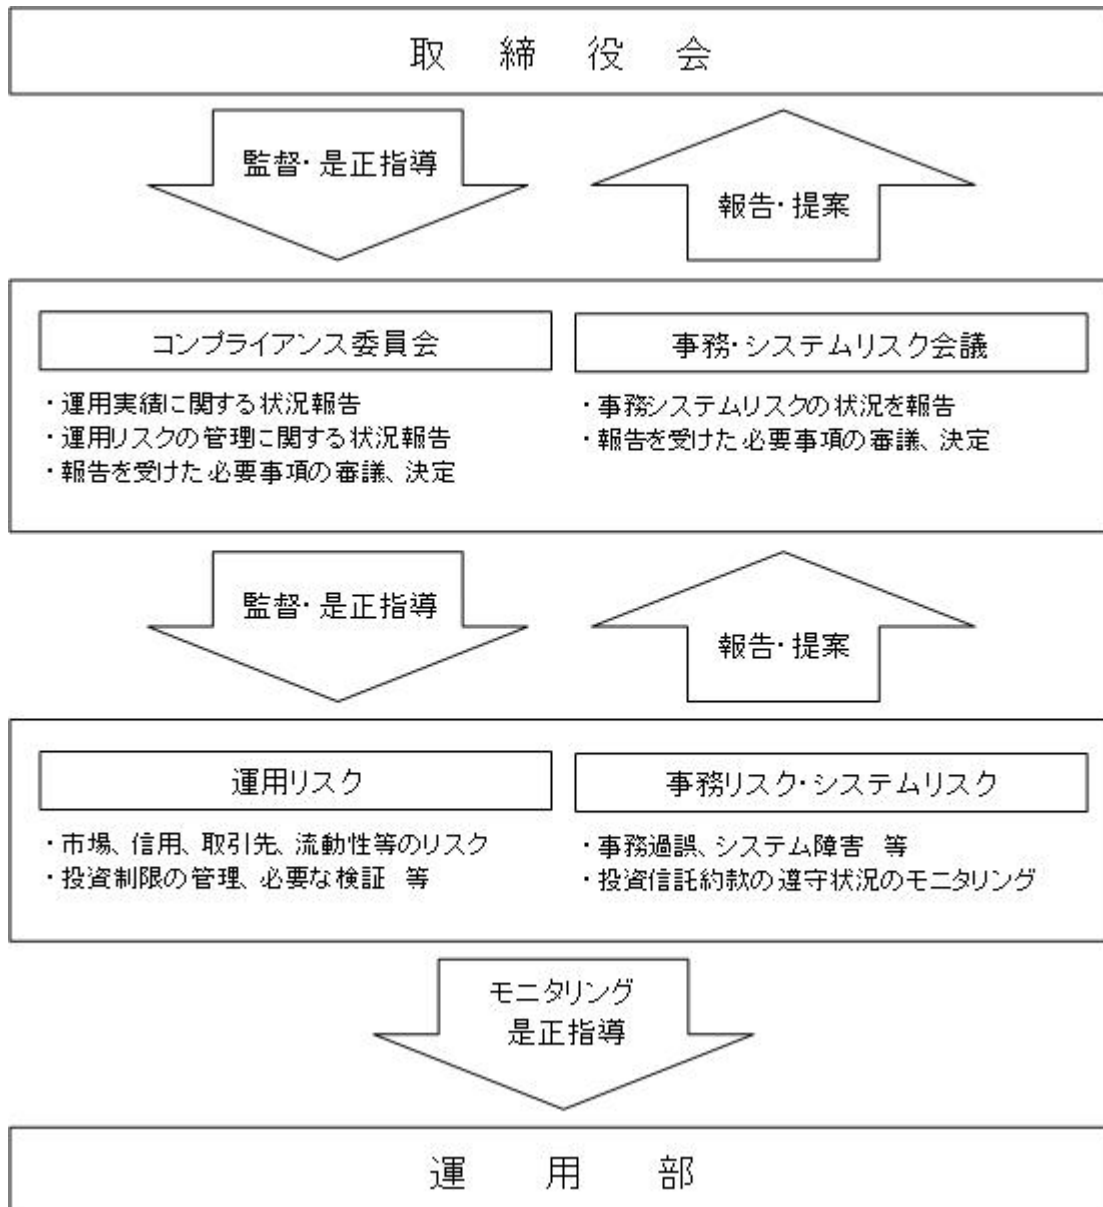 取締役会
監督・是正指導
報告・提案
コンプライアンス委員会
・運用実績に関する状況報告
・運用リスクの管理に関する状況報告
・報告を受けた必要事項の審議、決定
事務・システムリスク会議
・事務システムリスクの状況を報告
・報告を受けた必要事項の審議、決定
監督・是正指導
報告・提案
運用リスク
・市場、信用、取引先、流動性等のリスク
・投資制限の管理、必要な検証 等
事務リスク・システムリスク
・事務過誤、システム障害 等
・投資信託約款の遵守状況のモニタリング
モニタリング
是正指導
運用部